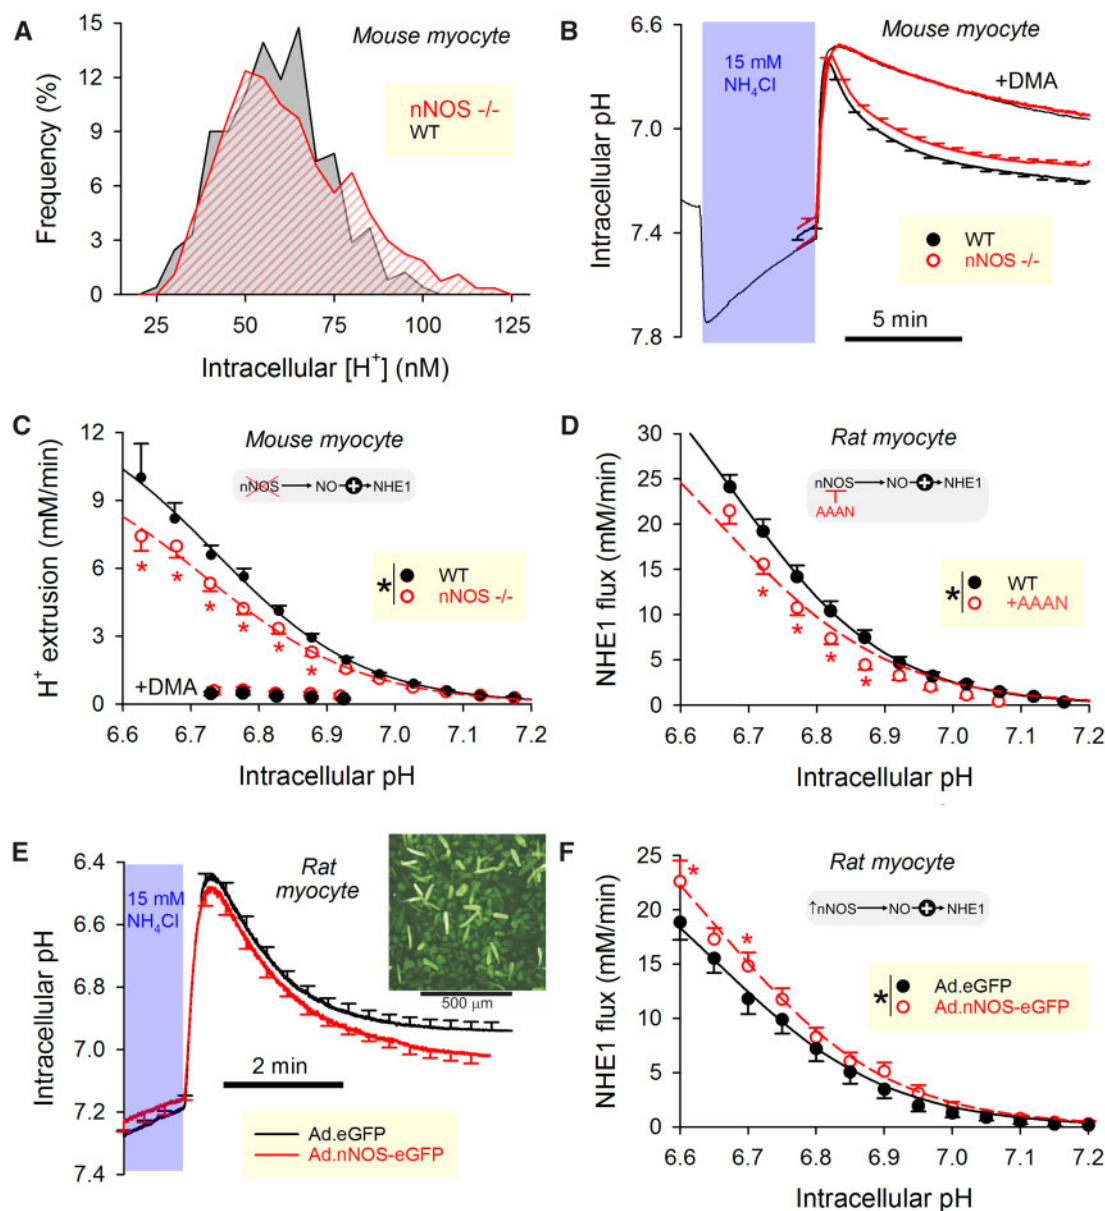 A
Mouse myocyte
nNOS -/-
WT
Frequency (%)
15
12
9
6
3
0
25
50
75
100
125
Intracellular [H⁺] (nM)
B
Mouse myocyte
15 mM
NH₄Cl
+DMA
Intracellular pH
6.6
7.0
7.4
7.8
WT
nNOS -/-
5 min
C
Mouse myocyte
nNOS NO + NHE1
H⁺ extrusion (mM/min)
12
9
6
3
0
* WT
nNOS -/-
* * * * * *
+DMA
6.6 6.7 6.8 6.9 7.0 7.1 7.2
Intracellular pH
D
Rat myocyte
nNOS NO + NHE1
AAAN
NHE1 flux (mM/min)
30
25
20
15
10
5
0
* WT
+AAAN
* * * *
6.6 6.7 6.8 6.9 7.0 7.1 7.2
Intracellular pH
E
Rat
myocyte
15 mM
NH₄Cl
Intracellular pH
6.4
6.6
6.8
7.0
7.2
7.4
500 µm
2 min
Ad.eGFP
Ad.nNOS-eGFP
F
Rat myocyte
↑nNOS NO + NHE1
NHE1 flux (mM/min)
25
20
15
10
5
0
* *
* Ad.eGFP
Ad.nNOS-eGFP
6.6 6.7 6.8 6.9 7.0 7.1 7.2
Intracellular pH